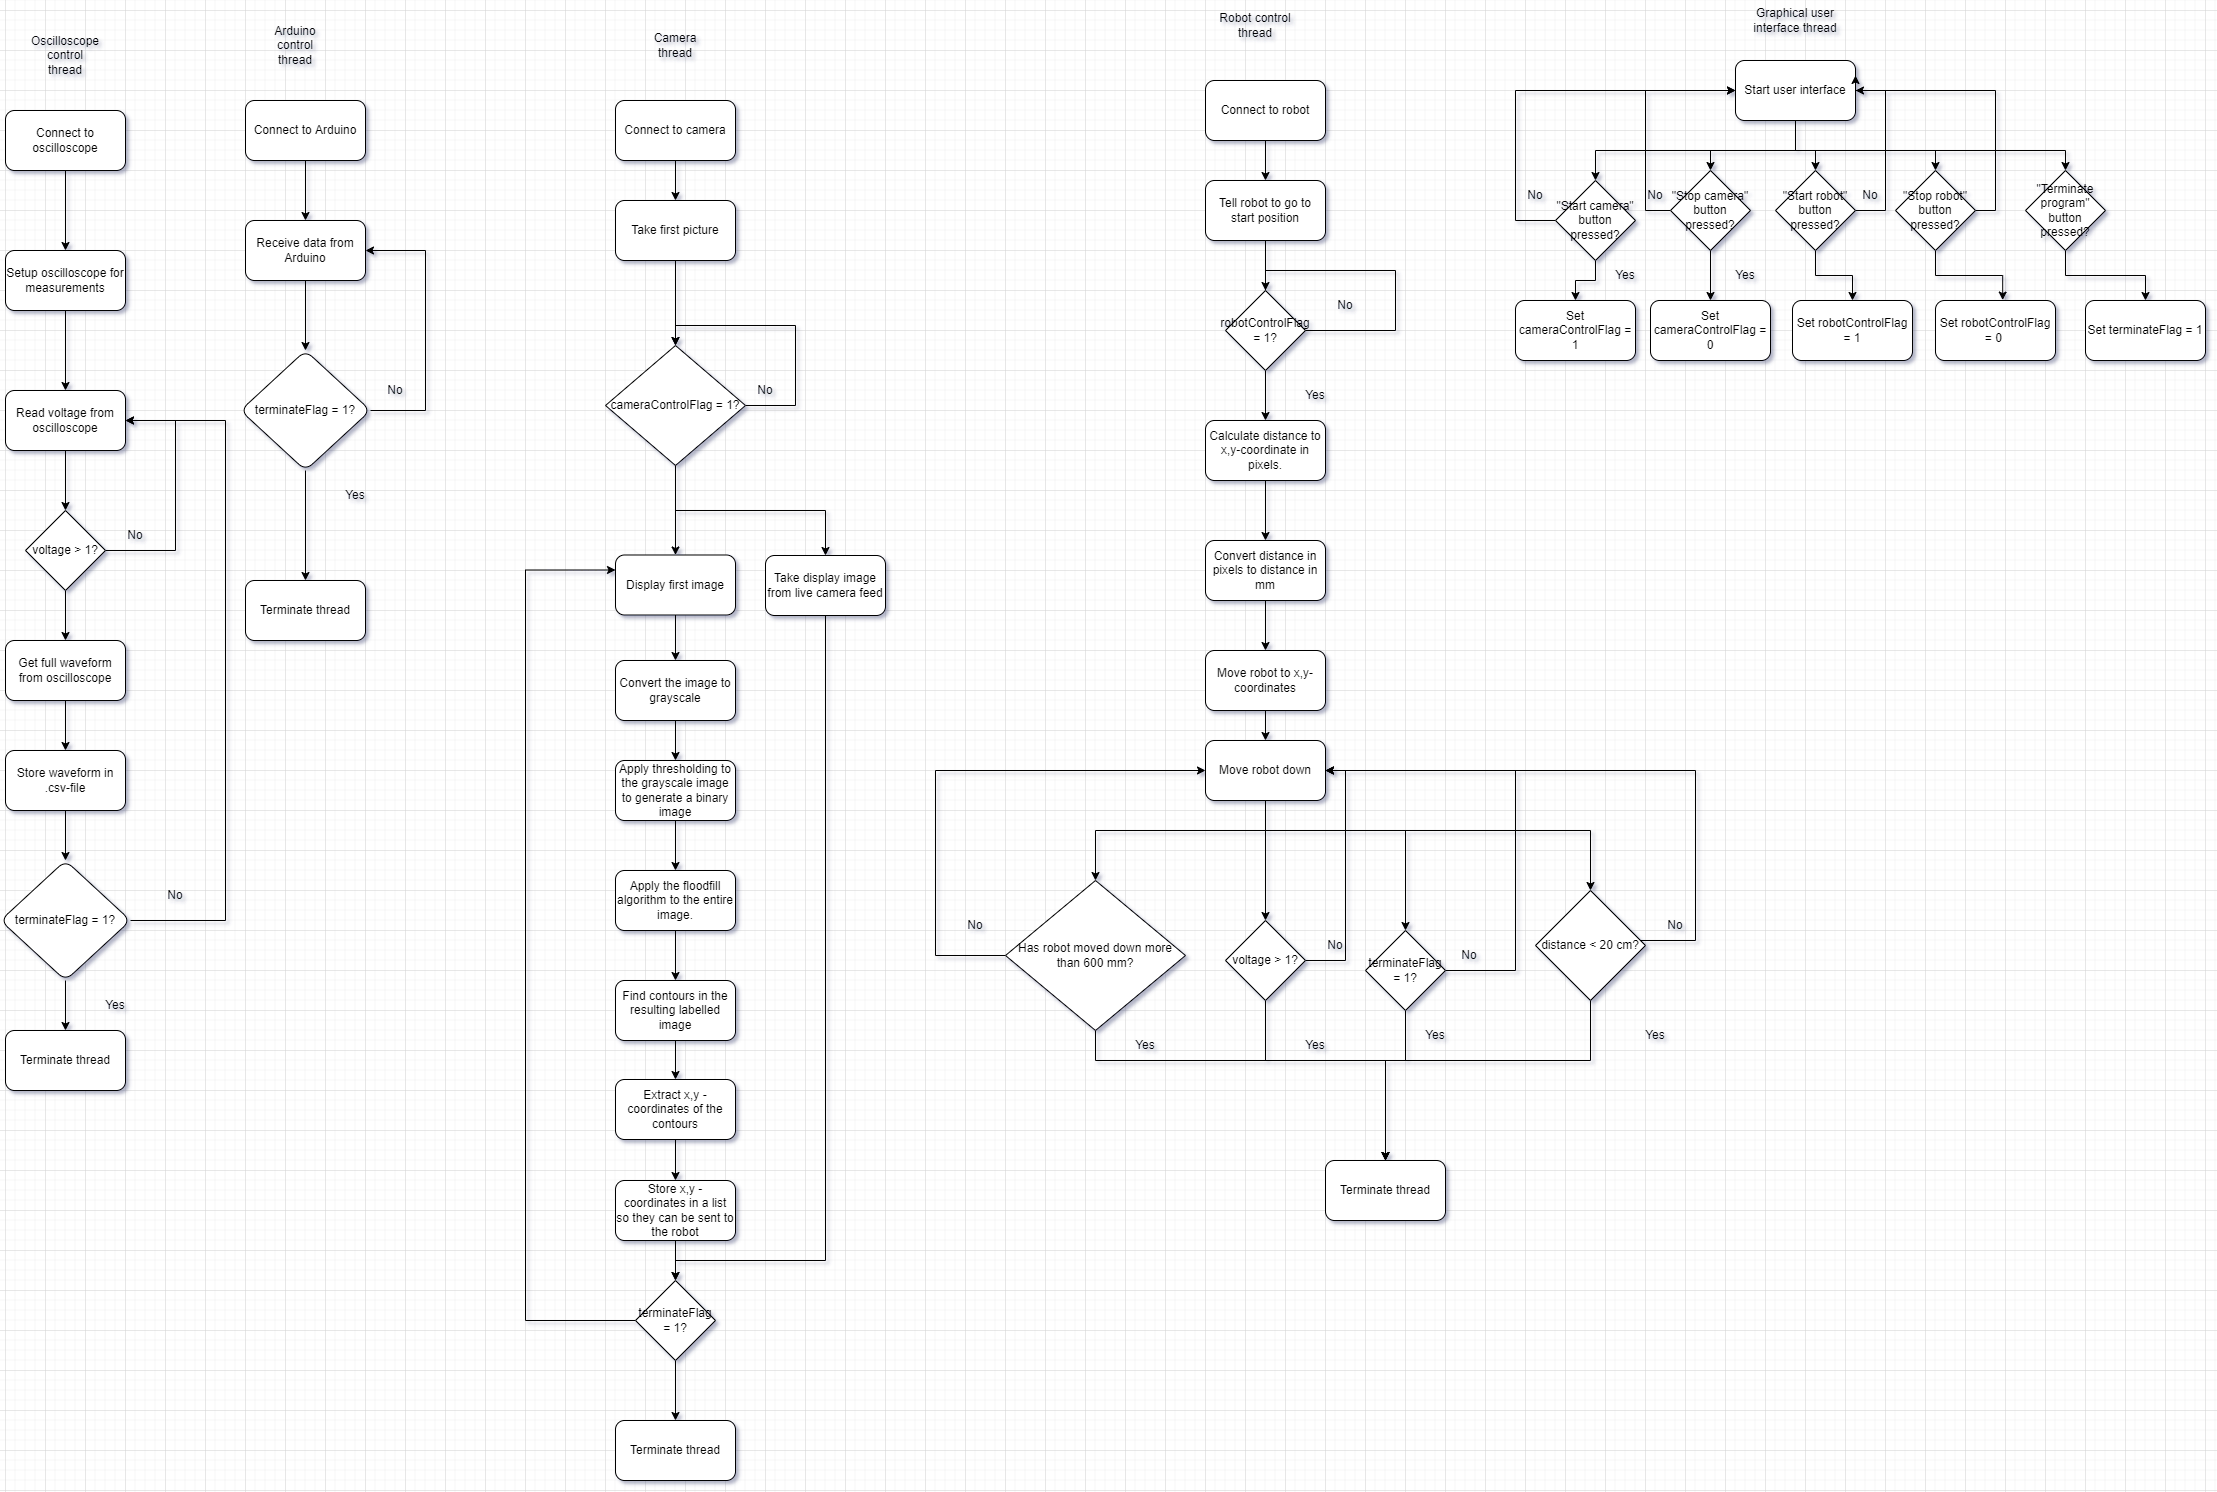 Oscilloscope
control
thread
Connect to
oscilloscope
Setup oscilloscope for
measurements
Read voltage from
oscilloscope
voltage > 1?
No
Get full waveform
from oscilloscope
Store waveform in
.csv-file
terminateFlag = 1?
No
Yes
Terminate thread
Arduino
control
thread
Connect to Arduino
Receive data from
Arduino
terminateFlag = 1?
No
Yes
Terminate thread
Camera
thread
Connect to camera
Take first picture
cameraControlFlag = 1?
No
Display first image
Take display image
from live camera feed
Convert the image to
grayscale
Apply thresholding to
the grayscale image
to generate a binary
image
Apply the floodfill
algorithm to the entire
image.
Find contours in the
resulting labelled
image
Extract x,y -
coordinates of the
contours
Store x,y -
coordinates in a list
so they can be sent to
the robot
terminateFlag
= 1?
Terminate thread
Robot control
thread
Connect to robot
Tell robot to go to
start position
robotControlFlag
= 1?
No
Yes
Calculate distance to
x,y-coordinate in
pixels.
Convert distance in
pixels to distance in
mm
Move robot to x,y-
coordinates
Move robot down
No
Has robot moved down more
than 600 mm?
Yes
voltage > 1?
No
Yes
terminateFlag
= 1?
No
Yes
distance < 20 cm?
No
Yes
Terminate thread
Graphical user
interface thread
Start user interface
No
"Start camera"
button
pressed?
Yes
No
"Stop camera"
button
pressed?
Yes
"Start robot"
button
pressed?
No
"Stop robot"
button
pressed?
"Terminate
program"
button
pressed?
Set
cameraControlFlag =
1
Set
cameraControlFlag =
0
Set robotControlFlag
= 1
Set robotControlFlag
= 0
Set terminateFlag = 1